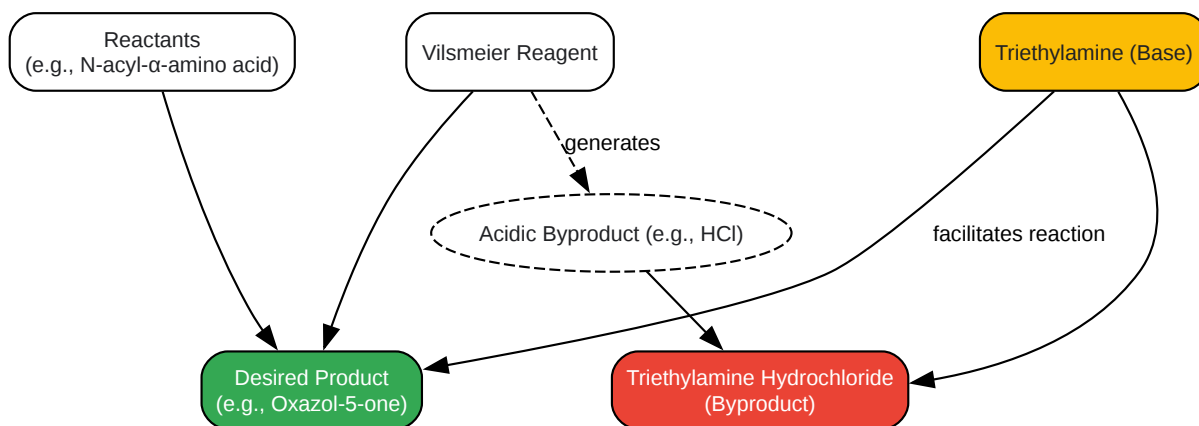 Reactants
(e.g., N-acyl-α-amino acid)
Vilsmeier Reagent
Triethylamine (Base)
generates
Acidic Byproduct (e.g., HCl)
facilitates reaction
Desired Product
(e.g., Oxazol-5-one)
Triethylamine Hydrochloride
(Byproduct)